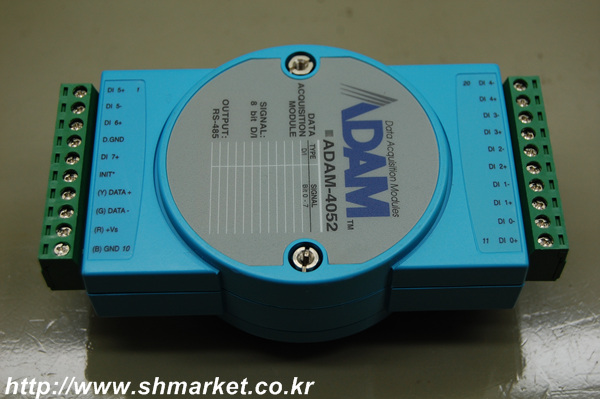 DI 5+ 1
DI 5-
DI 6+
D.GND
DI 7+
INIT*
(Y) DATA +
(G) DATA -
(R) +Vs
(B) GND 10
ADAM
TM
Data Acquisition Modules
ADAM-4052
DATA
ACQUISITION
MODULE
SIGNAL:
8 bit D/I
OUTPUT:
RS-485
TYPE SIGNAL
D/I Bit 0 - 7
20 DI 4-
DI 4+
DI 3-
DI 3+
DI 2-
DI 2+
DI 1-
DI 1+
DI 0-
11 DI 0+
http://www.shmarket.co.kr